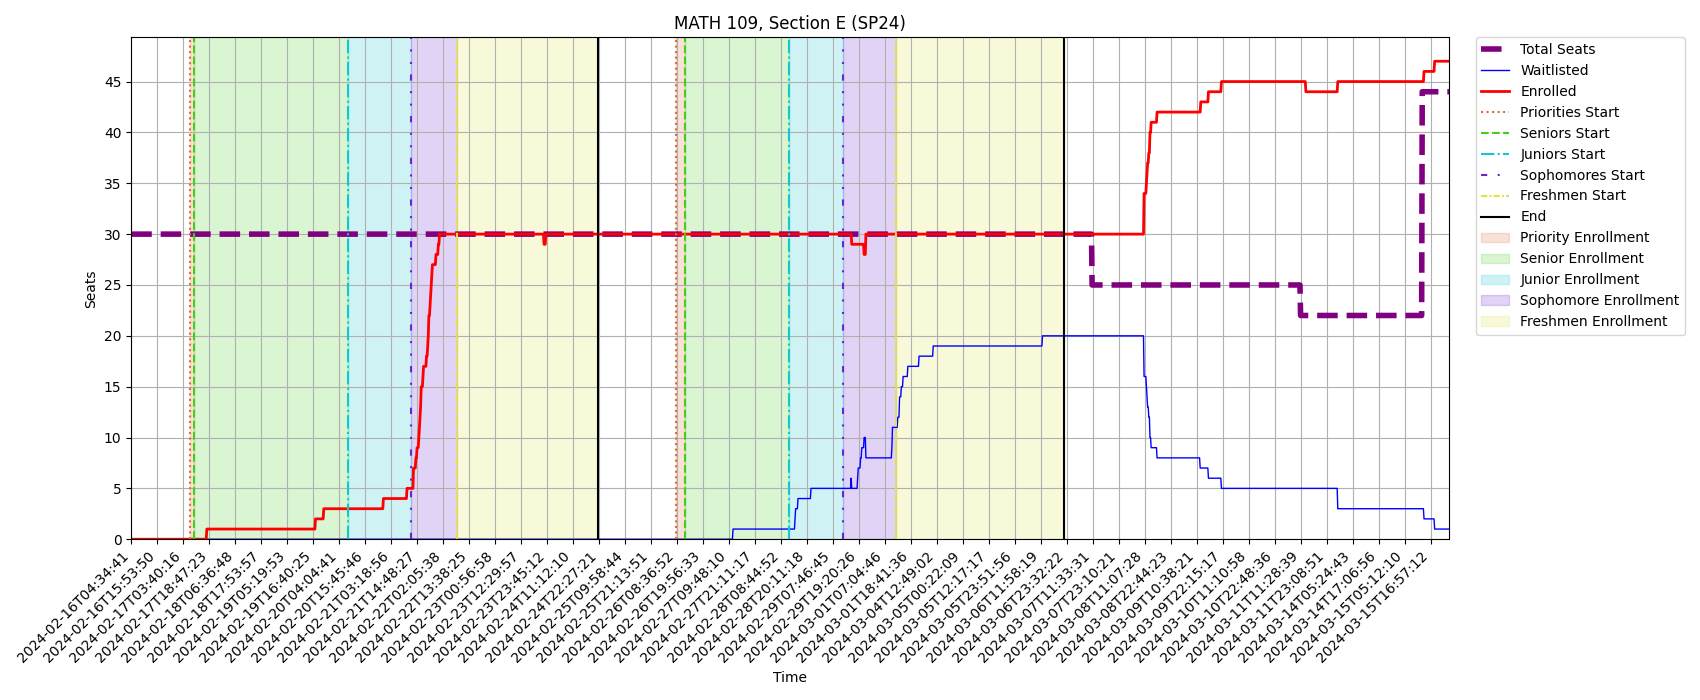 MATH 109, Section E (SP24)
Seats
45
40
35
30
25
20
15
10
5
0
2024-02-16T04:34:41
2024-02-16T15:53:50
2024-02-17T03:40:16
2024-02-17T18:47:23
2024-02-18T06:36:48
2024-02-18T17:53:57
2024-02-19T05:19:53
2024-02-19T16:40:25
2024-02-20T04:04:41
2024-02-20T15:45:46
2024-02-21T03:18:56
2024-02-21T14:48:27
2024-02-22T02:05:38
2024-02-22T13:38:25
2024-02-23T00:56:58
2024-02-23T12:29:57
2024-02-23T23:45:12
2024-02-24T11:12:10
2024-02-24T22:27:21
2024-02-25T09:58:44
2024-02-25T21:13:51
2024-02-26T08:36:52
2024-02-26T19:56:33
2024-02-27T09:48:10
2024-02-27T21:11:17
2024-02-28T08:44:52
2024-02-28T20:11:18
2024-02-29T07:46:45
2024-02-29T19:20:26
2024-03-01T07:04:46
2024-03-01T18:41:36
2024-03-04T12:49:02
2024-03-05T00:22:09
2024-03-05T12:17:17
2024-03-05T23:51:56
2024-03-06T11:58:19
2024-03-06T23:32:22
2024-03-07T11:33:31
2024-03-07T23:10:21
2024-03-08T11:07:28
2024-03-08T22:44:23
2024-03-09T10:38:21
2024-03-09T22:15:17
2024-03-10T11:10:58
2024-03-10T22:48:36
2024-03-11T11:28:39
2024-03-11T23:08:51
2024-03-14T05:24:43
2024-03-14T17:06:56
2024-03-15T05:12:10
2024-03-15T16:57:12
Time
Total Seats
Waitlisted
Enrolled
Priorities Start
Seniors Start
Juniors Start
Sophomores Start
Freshmen Start
End
Priority Enrollment
Senior Enrollment
Junior Enrollment
Sophomore Enrollment
Freshmen Enrollment